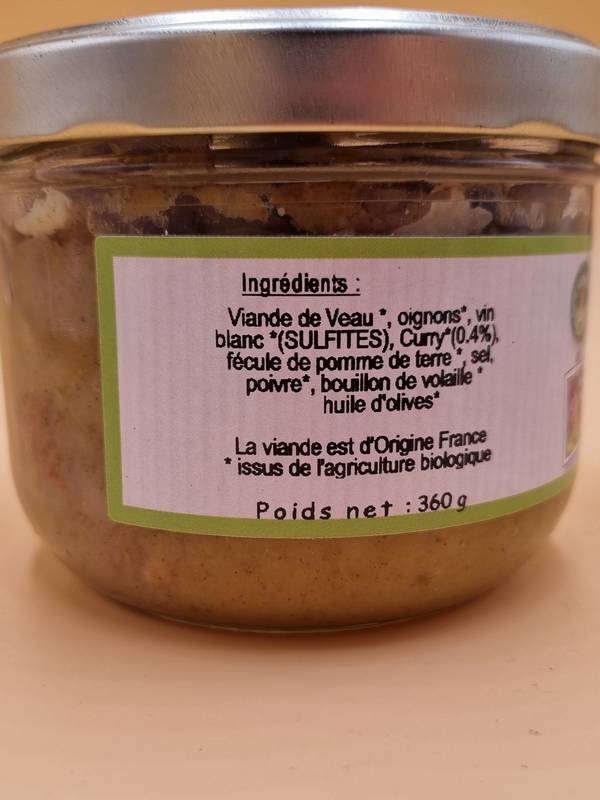 Ingrédients :
Viande de Veau *, oignons*, vin
blanc *(SULFITES), Curry*(0.4%),
fécule de pomme de terre *, sel,
poivre*, bouillon de volaille *
huile d'olives*
La viande est d'Origine France
* issus de l'agriculture biologique
Poids net : 360 g